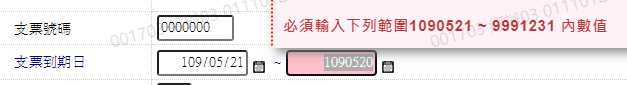 必須輸入下列範圍1090521 ~ 9991231 內數值
支票號碼 0000000
支票到期日 109/05/21 ~ 1090520